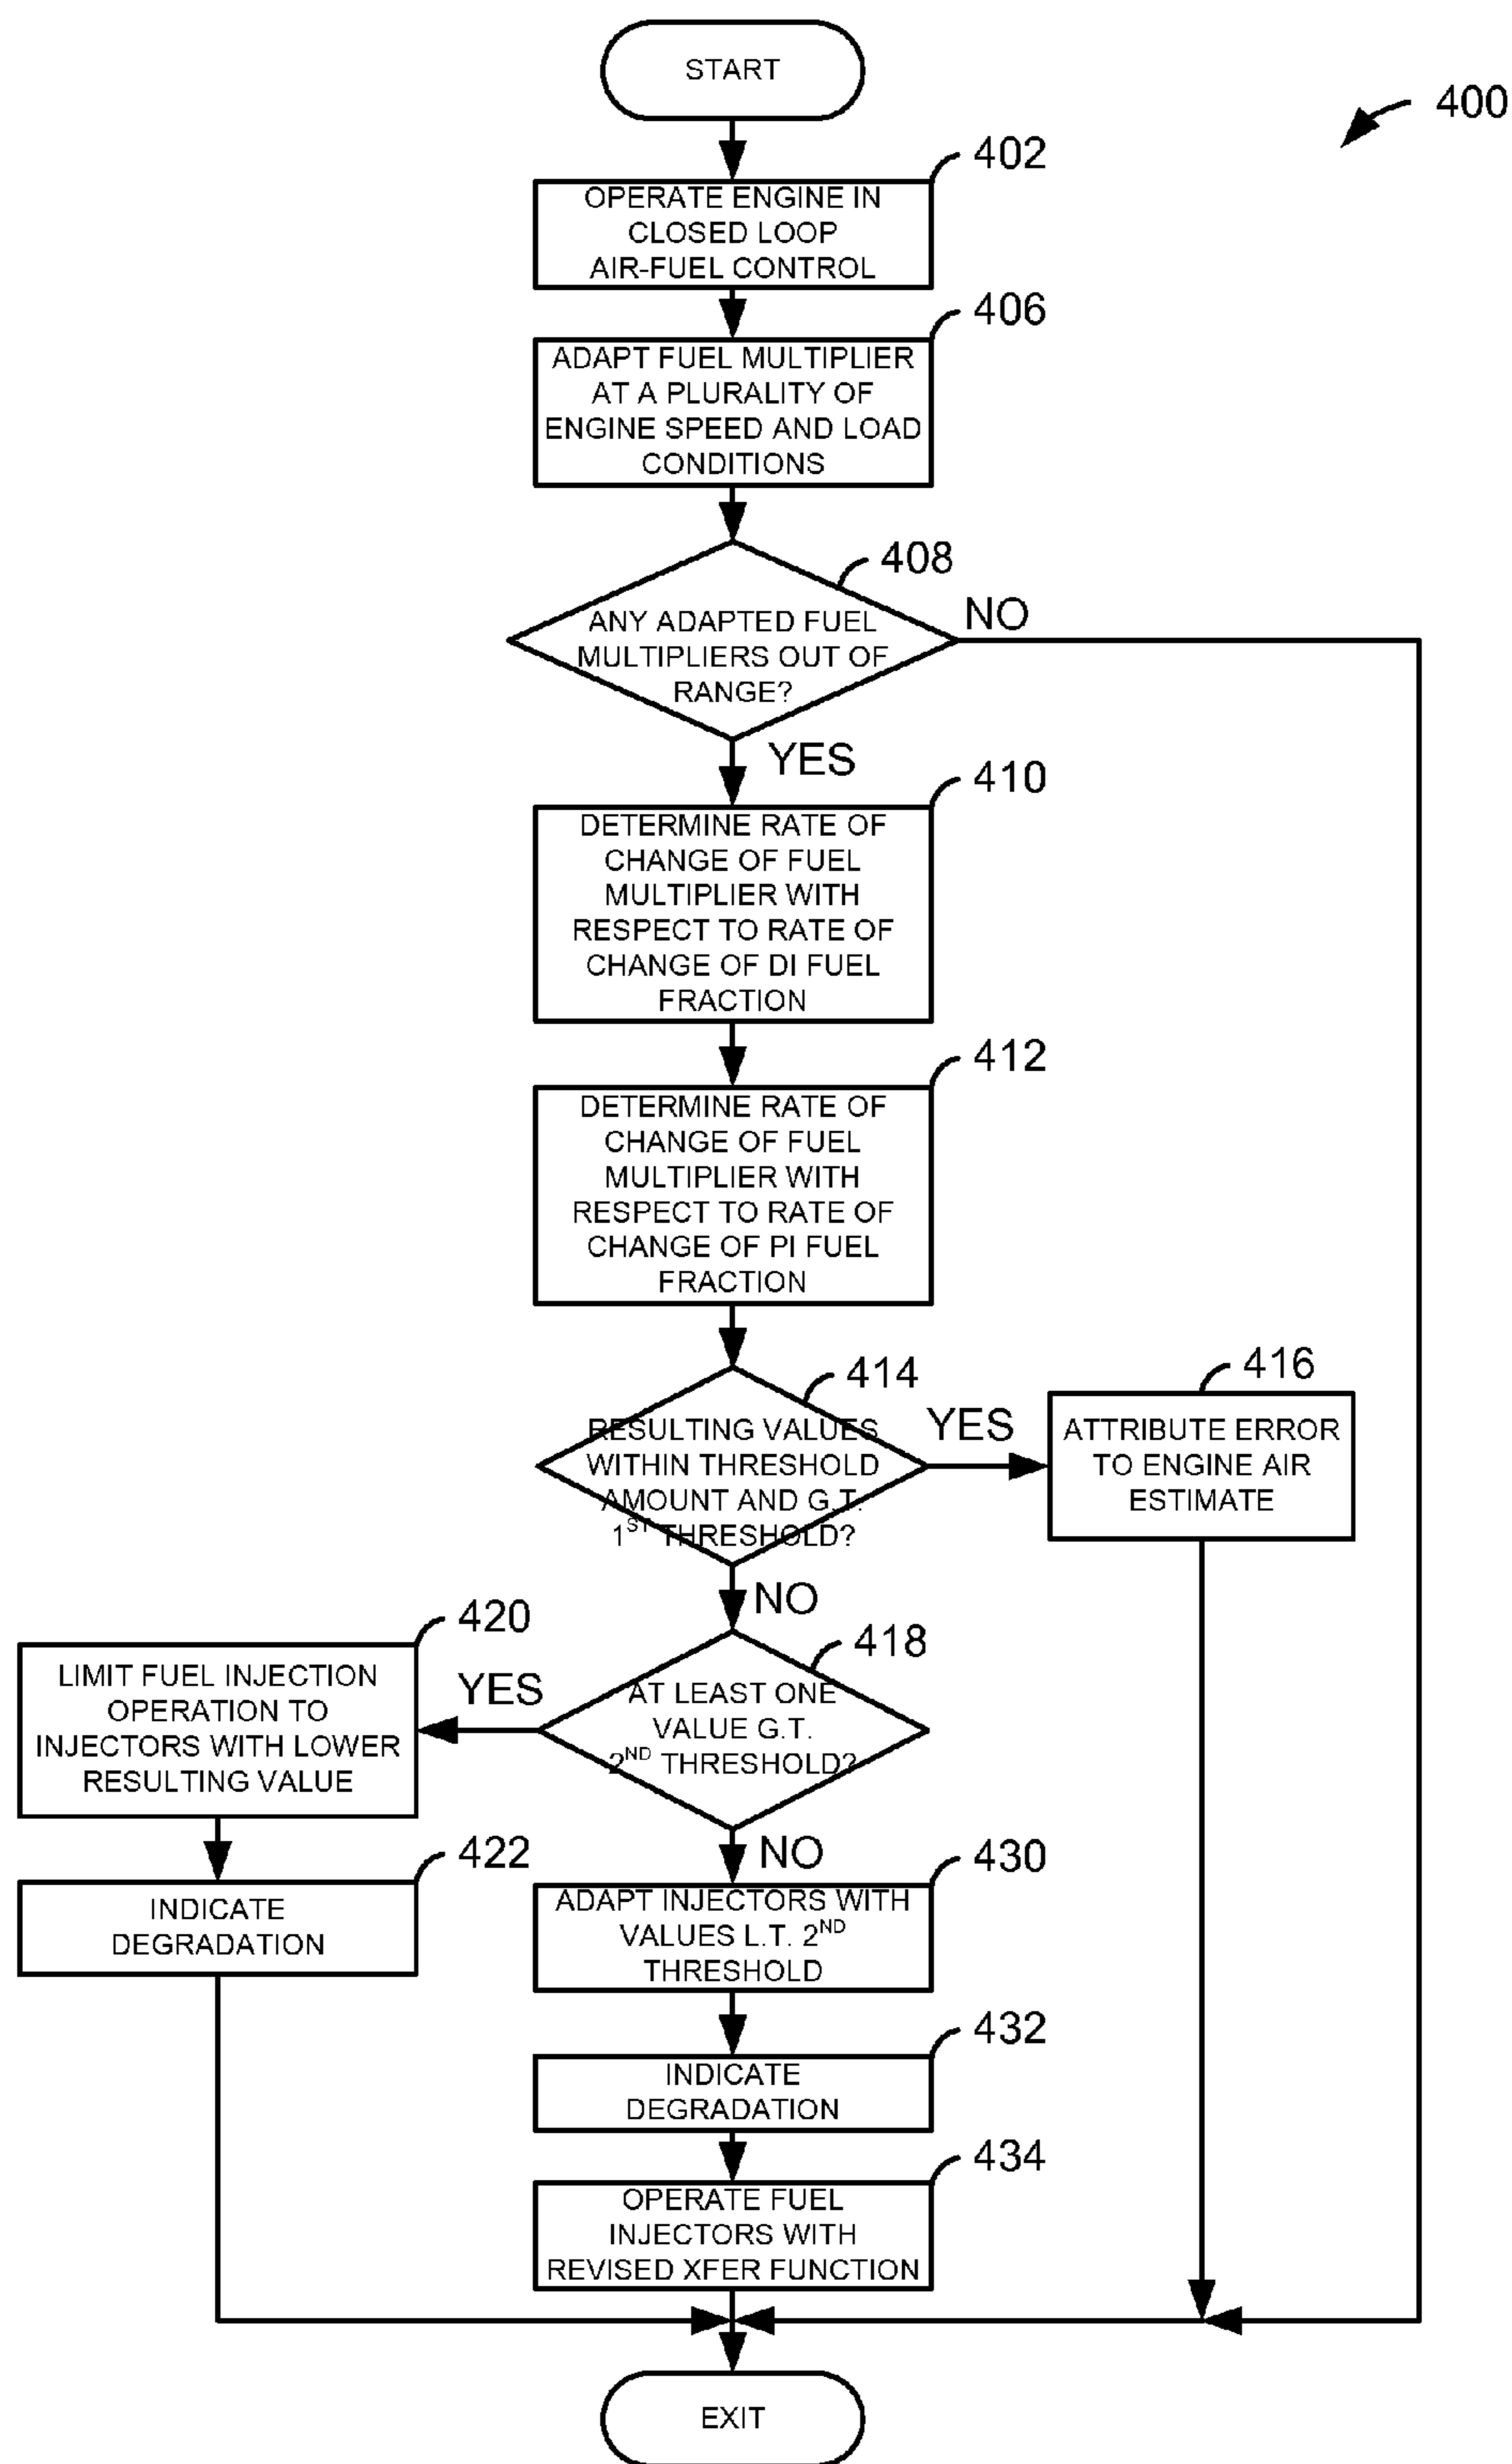 START
400
402
OPERATE ENGINE IN
CLOSED LOOP
AIR-FUEL CONTROL
406
ADAPT FUEL MULTIPLIER
AT A PLURALITY OF
ENGINE SPEED AND LOAD
CONDITIONS
408
ANY ADAPTED FUEL
MULTIPLIERS OUT OF
RANGE?
NO
YES
410
DETERMINE RATE OF
CHANGE OF FUEL
MULTIPLIER WITH
RESPECT TO RATE OF
CHANGE OF DI FUEL
FRACTION
412
DETERMINE RATE OF
CHANGE OF FUEL
MULTIPLIER WITH
RESPECT TO RATE OF
CHANGE OF PI FUEL
FRACTION
414
RESULTING VALUES
WITHIN THRESHOLD
AMOUNT AND G.T.
1ST THRESHOLD?
YES
416
ATTRIBUTE ERROR
TO ENGINE AIR
ESTIMATE
NO
418
AT LEAST ONE
VALUE G.T.
2ND THRESHOLD?
YES
420
LIMIT FUEL INJECTION
OPERATION TO
INJECTORS WITH LOWER
RESULTING VALUE
422
INDICATE
DEGRADATION
NO
430
ADAPT INJECTORS WITH
VALUES L.T. 2ND
THRESHOLD
432
INDICATE
DEGRADATION
434
OPERATE FUEL
INJECTORS WITH
REVISED XFER FUNCTION
EXIT